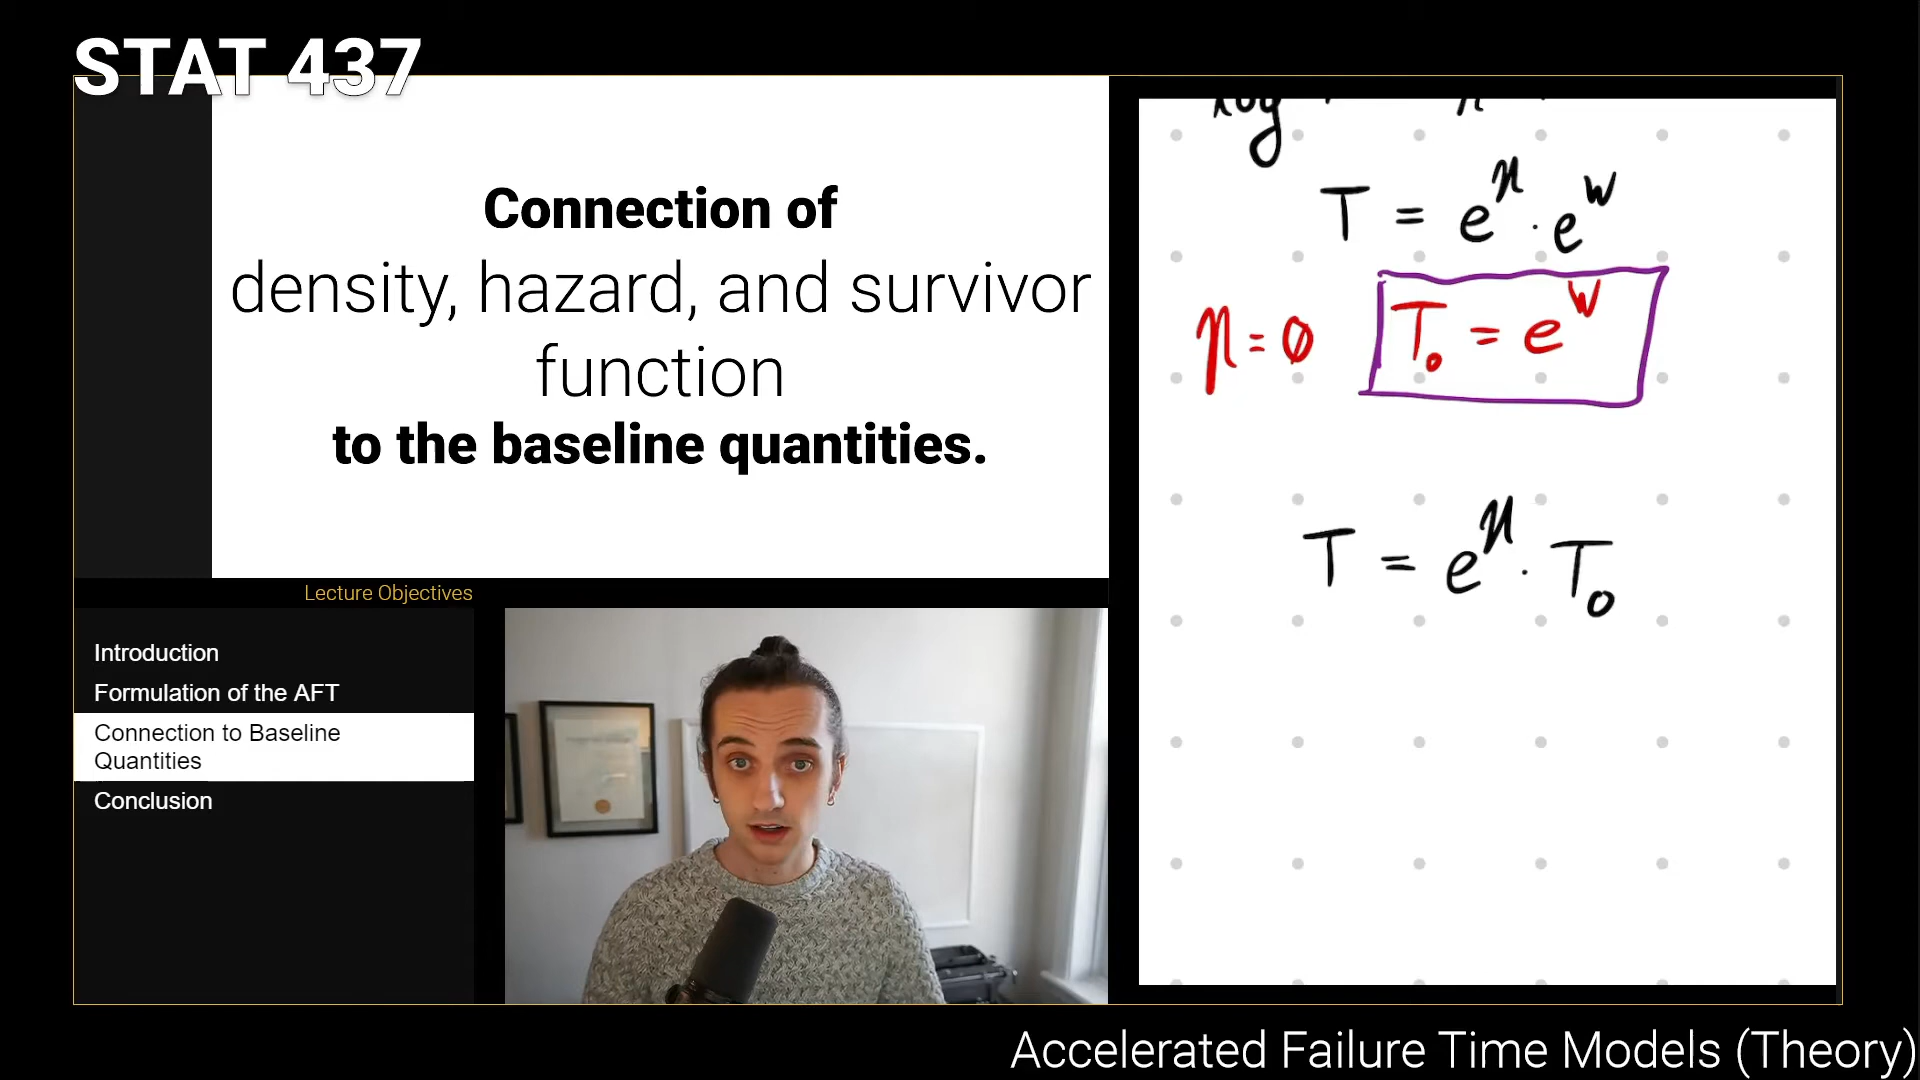 STAT 437
Connection of
density, hazard, and survivor
function
to the baseline quantities.
Lecture Objectives
Introduction
Formulation of the AFT
Connection to Baseline
Quantities
Conclusion
log
T = e^η · e^w
η = 0 T₀ = e^w
T = e^η · T₀
Accelerated Failure Time Models (Theory)